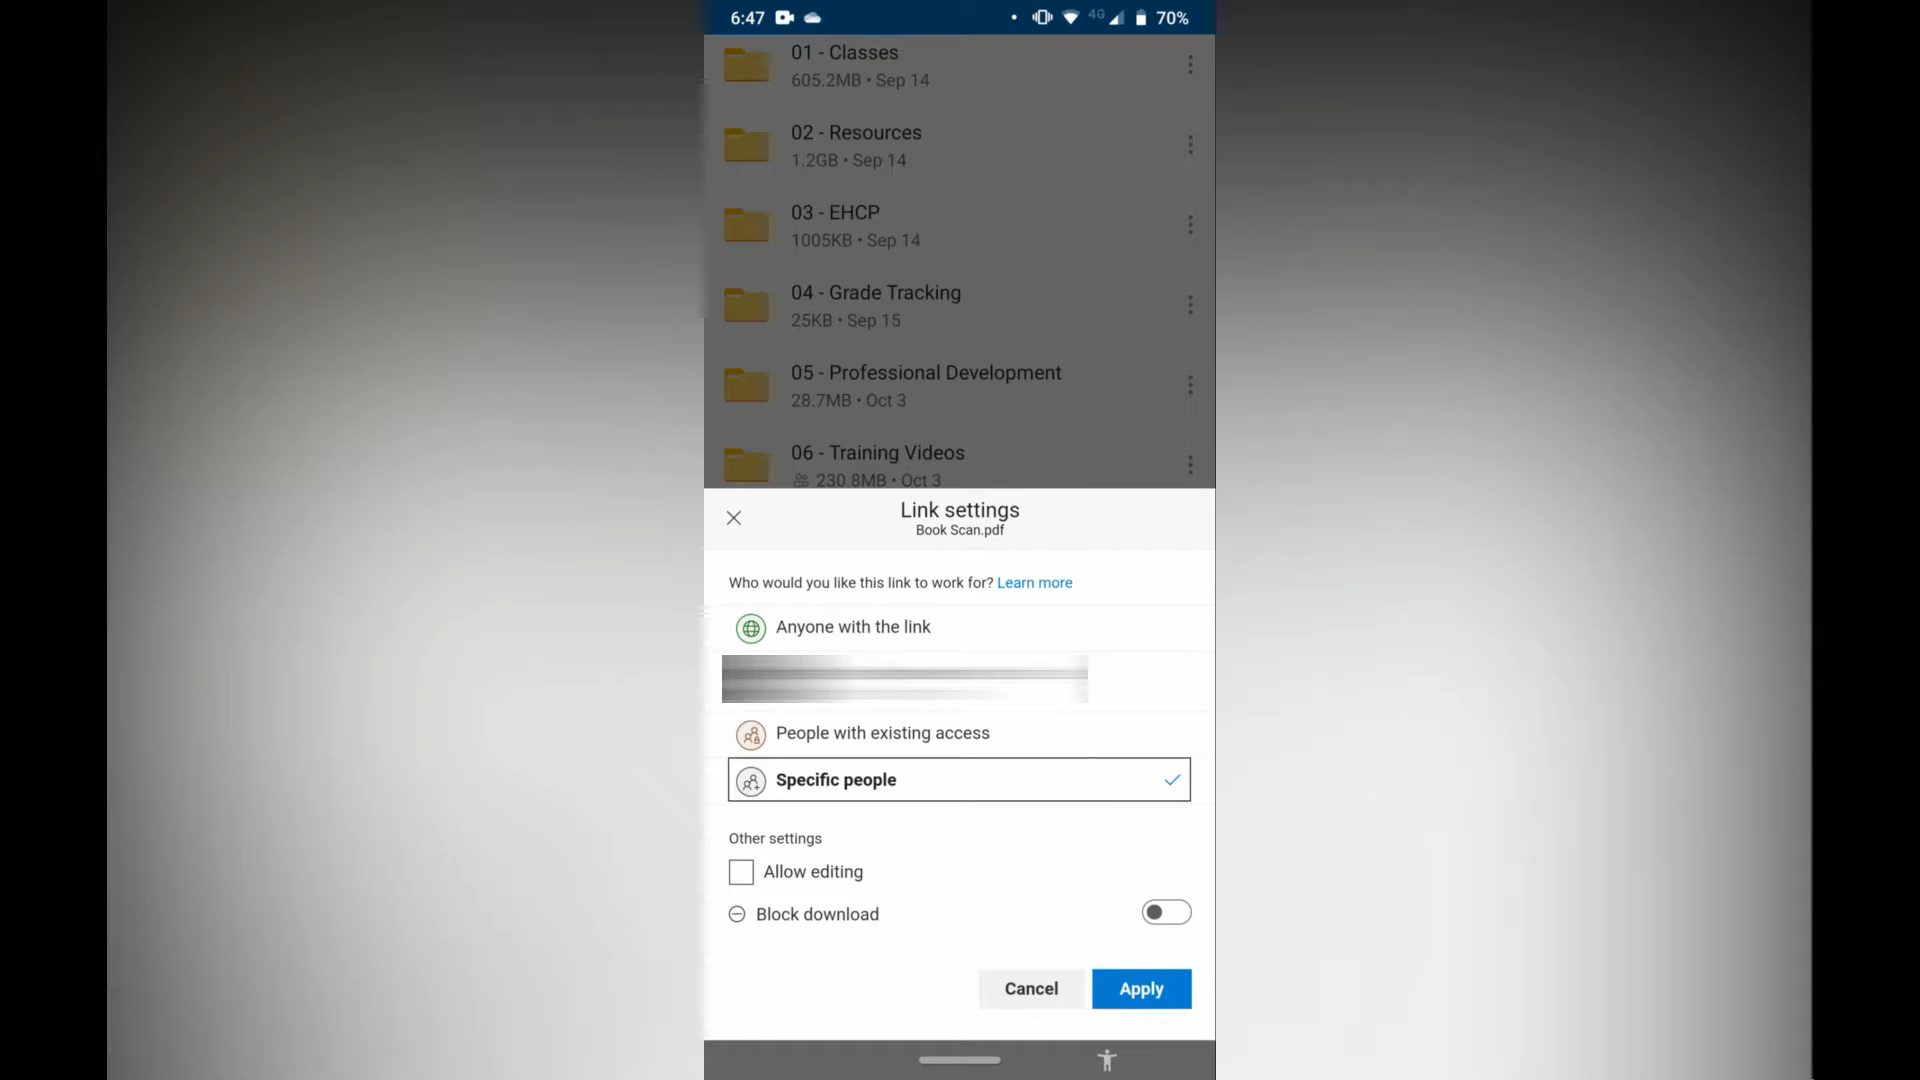 6:47
4G
70%
01 - Classes
605.2MB • Sep 14
02 - Resources
1.2GB • Sep 14
03 - EHCP
1005KB • Sep 14
04 - Grade Tracking
25KB • Sep 15
05 - Professional Development
28.7MB • Oct 3
06 - Training Videos
230.8MB • Oct 3
Link settings
Book Scan.pdf
Who would you like this link to work for? Learn more
Anyone with the link
People with existing access
Specific people
Other settings
Allow editing
Block download
Cancel
Apply